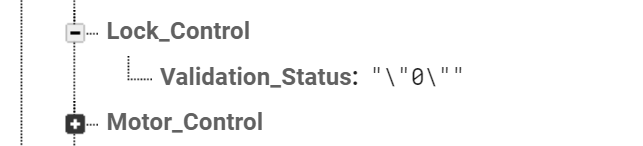 Lock_Control
Validation_Status: "\"0\""
Motor_Control